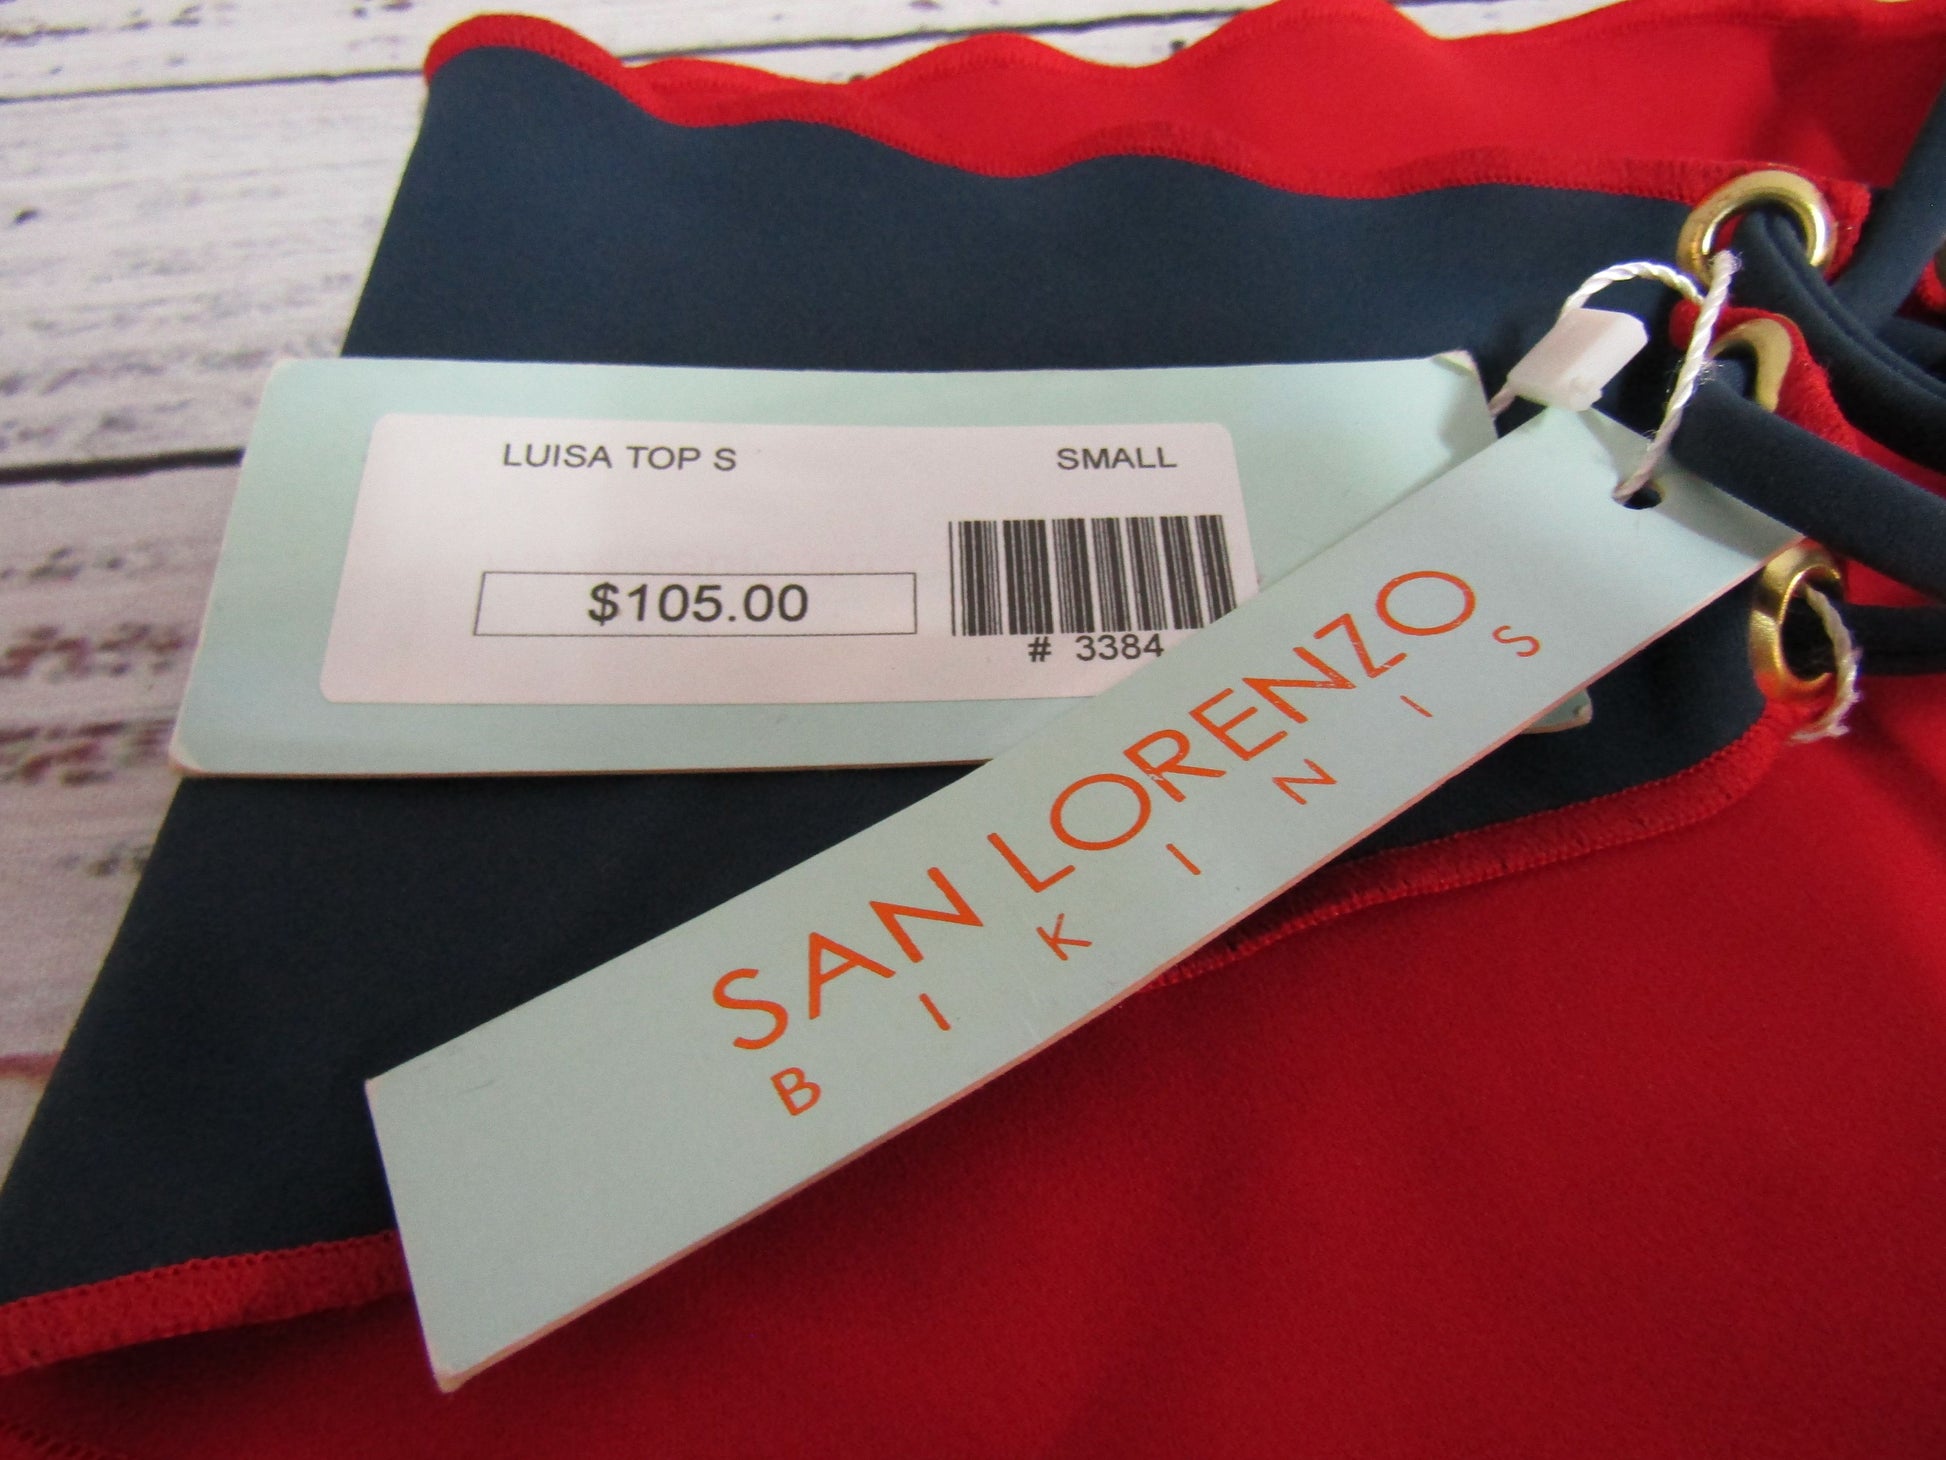 LUISA TOP S SMALL
$105.00
# 3384
SAN LORENZO
BIKINIS